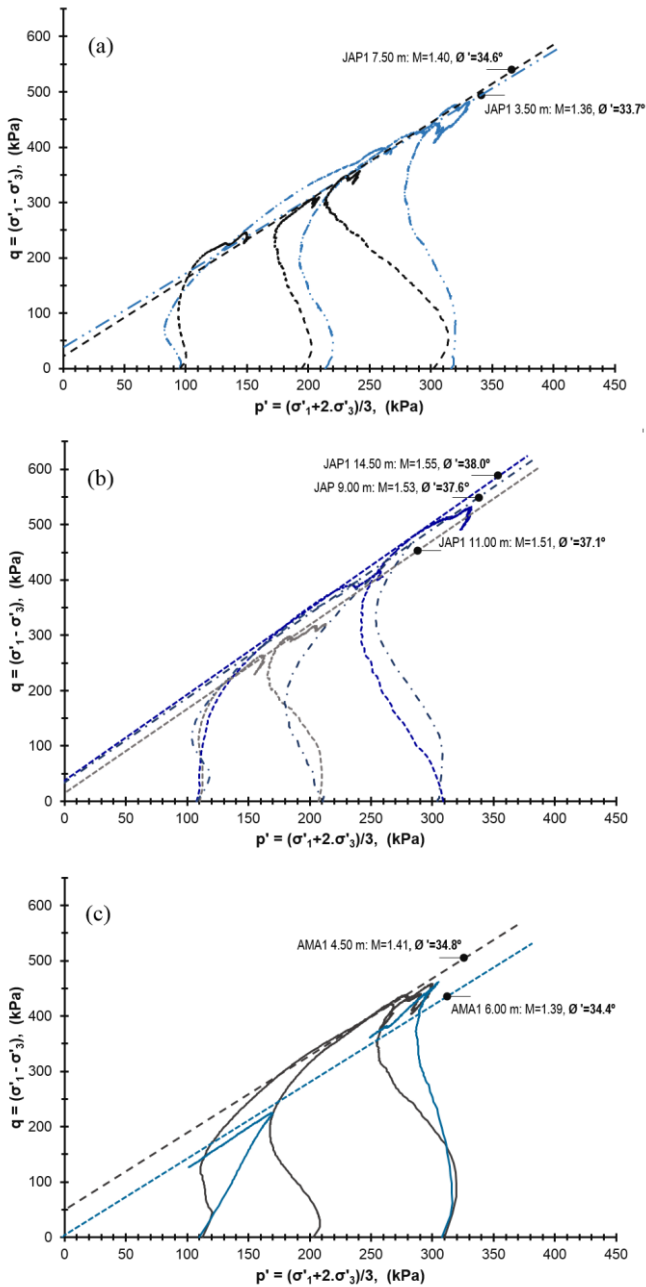 (a)
600
500
400
300
200
100
0
q = (σ'₁ - σ'₃), (kPa)
JAP1 7.50 m: M=1.40, Ø '=34.6º
JAP1 3.50 m: M=1.36, Ø '=33.7º
0 50 100 150 200 250 300 350 400 450
p' = (σ'₁+2.σ'₃)/3, (kPa)
(b)
600
500
400
300
200
100
0
q = (σ'₁ - σ'₃), (kPa)
JAP1 14.50 m: M=1.55, Ø '=38.0º
JAP 9.00 m: M=1.53, Ø '=37.6º
JAP1 11.00 m: M=1.51, Ø '=37.1º
0 50 100 150 200 250 300 350 400 450
p' = (σ'₁+2.σ'₃)/3, (kPa)
(c)
600
500
400
300
200
100
0
q = (σ'₁ - σ'₃), (kPa)
AMA1 4.50 m: M=1.41, Ø '=34.8º
AMA1 6.00 m: M=1.39, Ø '=34.4º
0 50 100 150 200 250 300 350 400 450
p' = (σ'₁+2.σ'₃)/3, (kPa)